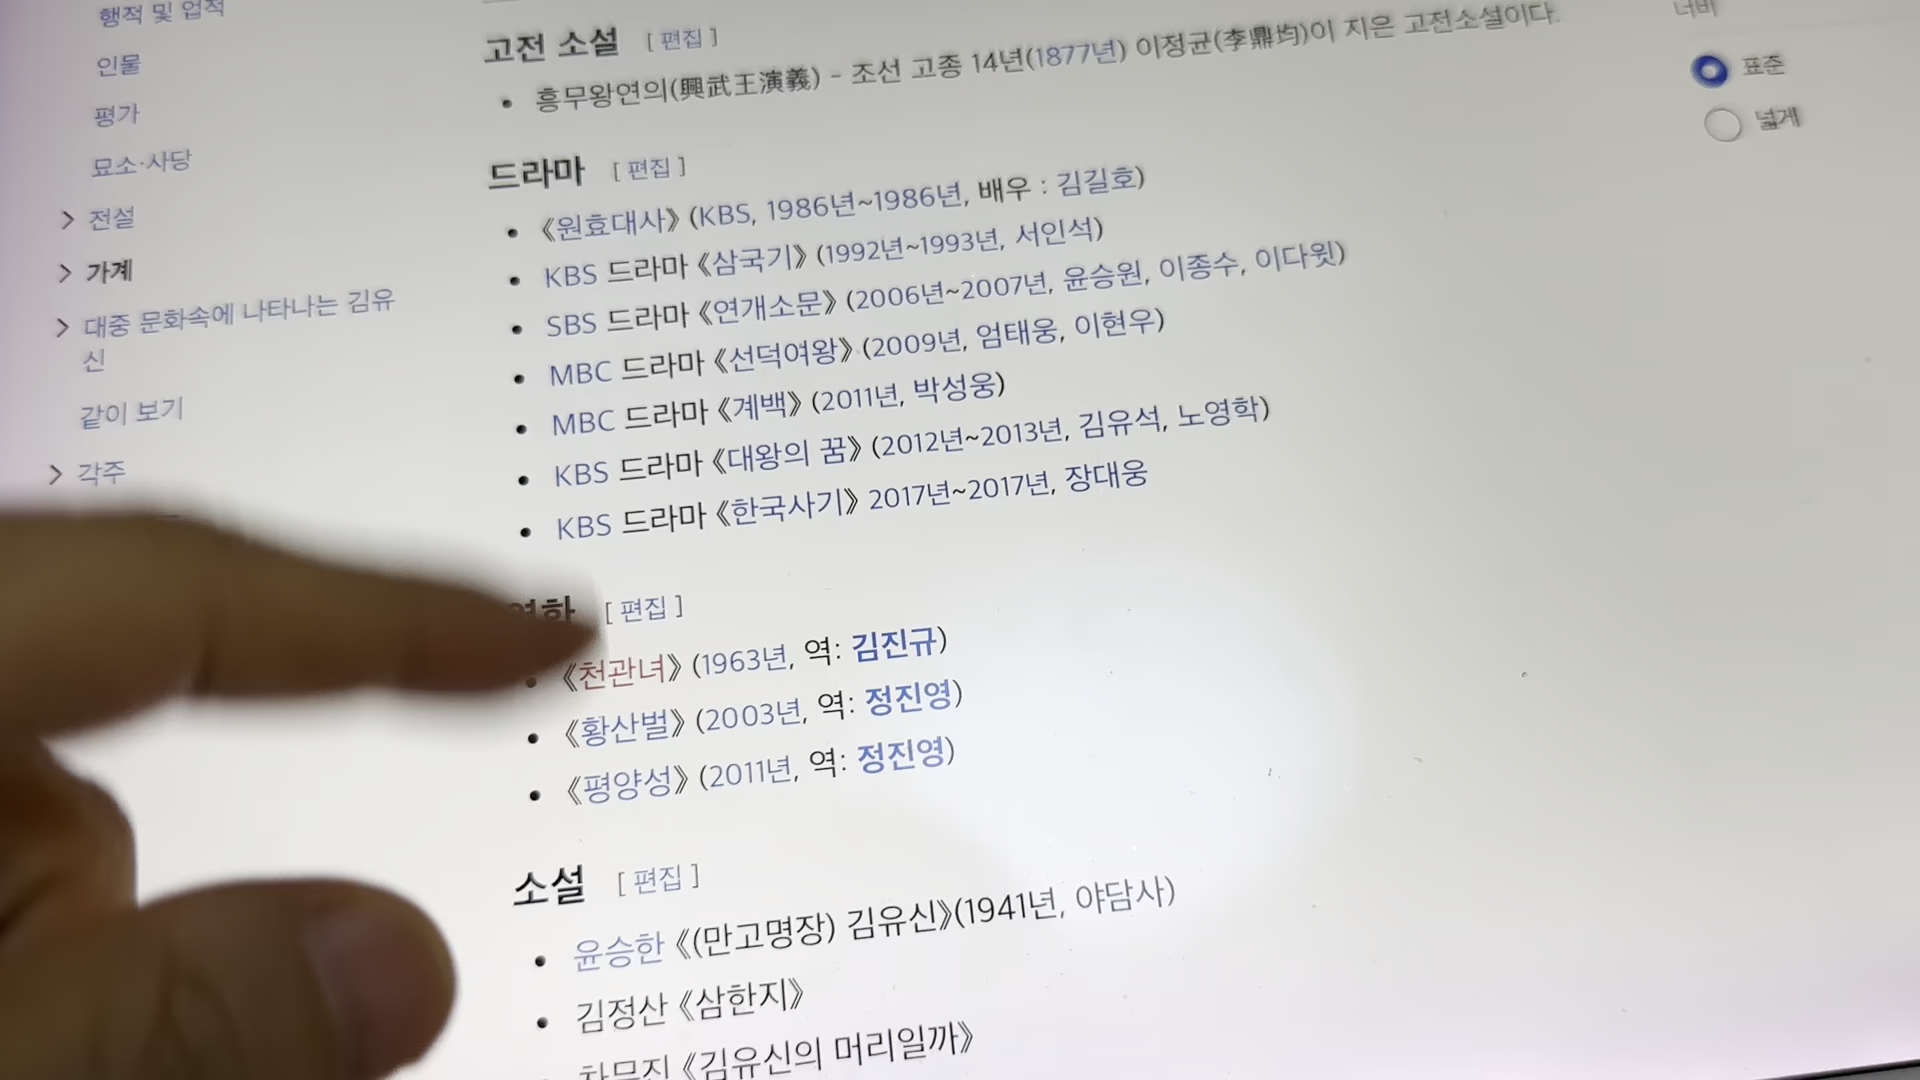 행적 및 업적
인물
평가
묘소·사당
전설
가계
대중 문화속에 나타나는 김유
신
같이 보기
각주
고전 소설 [편집]
흥무왕연의(興武王演義) - 조선 고종 14년(1877년) 이정균(李鼎均)이 지은 고전소설이다.
드라마 [편집]
《원효대사》 (KBS, 1986년~1986년, 배우 : 김길호)
KBS 드라마 《삼국기》 (1992년~1993년, 서인석)
SBS 드라마 《연개소문》 (2006년~2007년, 윤승원, 이종수, 이다윗)
MBC 드라마 《선덕여왕》 (2009년, 엄태웅, 이현우)
MBC 드라마 《계백》 (2011년, 박성웅)
KBS 드라마 《대왕의 꿈》 (2012년~2013년, 김유석, 노영학)
KBS 드라마 《한국사기》 2017년~2017년, 장대웅
영화 [편집]
《천관녀》 (1963년, 역: 김진규)
《황산벌》 (2003년, 역: 정진영)
《평양성》 (2011년, 역: 정진영)
소설 [편집]
윤승한 《(만고명장) 김유신》(1941년, 야담사)
김정산 《삼한지》
차무진 《김유신의 머리일까》
너비
표준
넓게